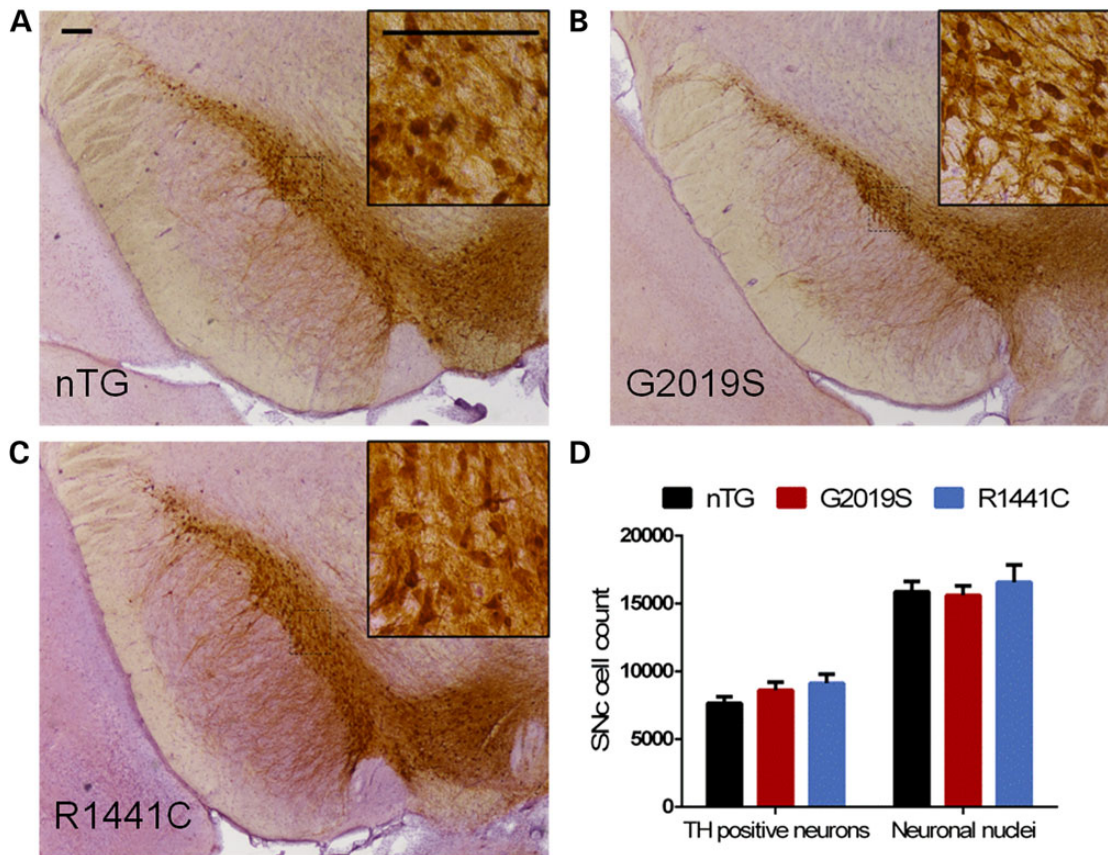 A
B
nTG
G2019S
C
D
nTG G2019S R1441C
20000
15000
10000
5000
0
SNc cell count
TH positive neurons Neuronal nuclei
R1441C